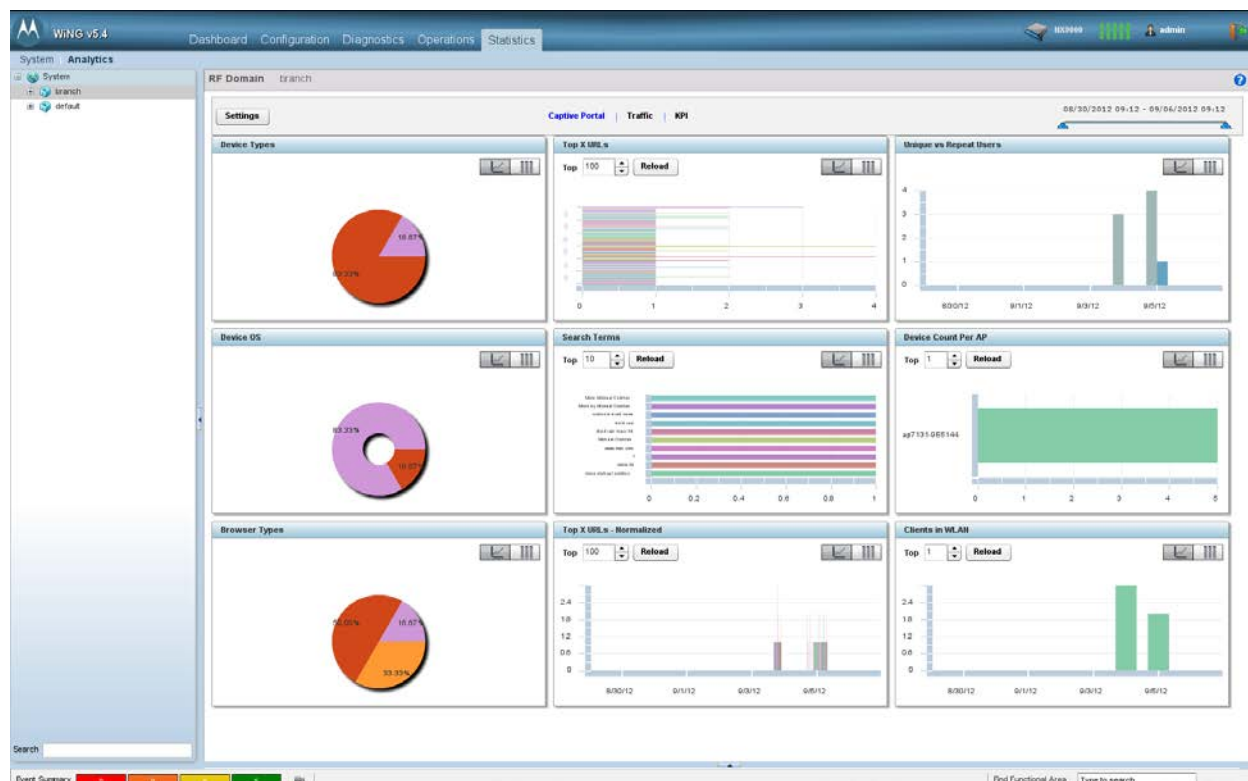 WiNG v5.4
Dashboard Configuration Diagnostics Operations Statistics
NX9000
admin
System | Analytics
System
branch
default
RF Domain branch
Settings
Captive Portal | Traffic | KPI
08/30/2012 09:12 - 09/06/2012 09:12
Device Types
16.67%
83.33%
Top X URLs
Top 100 Reload
0 1 2 3 4
Unique vs Repeat Users
4
3
2
1
0
8/30/12 9/1/12 9/3/12 9/5/12
Device OS
83.33%
16.67%
Search Terms
Top 10 Reload
0 0.2 0.4 0.6 0.8 1
Device Count Per AP
Top 1 Reload
0 1 2 3 4 5
Browser Types
50.00%
16.67%
33.33%
Top X URLs - Normalized
Top 100 Reload
2.4
1.8
1.2
0.6
0
8/30/12 9/1/12 9/3/12 9/5/12
Clients in WLAN
Top 1 Reload
2.4
1.8
1.2
0.6
0
8/30/12 9/1/12 9/3/12 9/5/12
Search
Event Summary
Find Functional Area Type to search